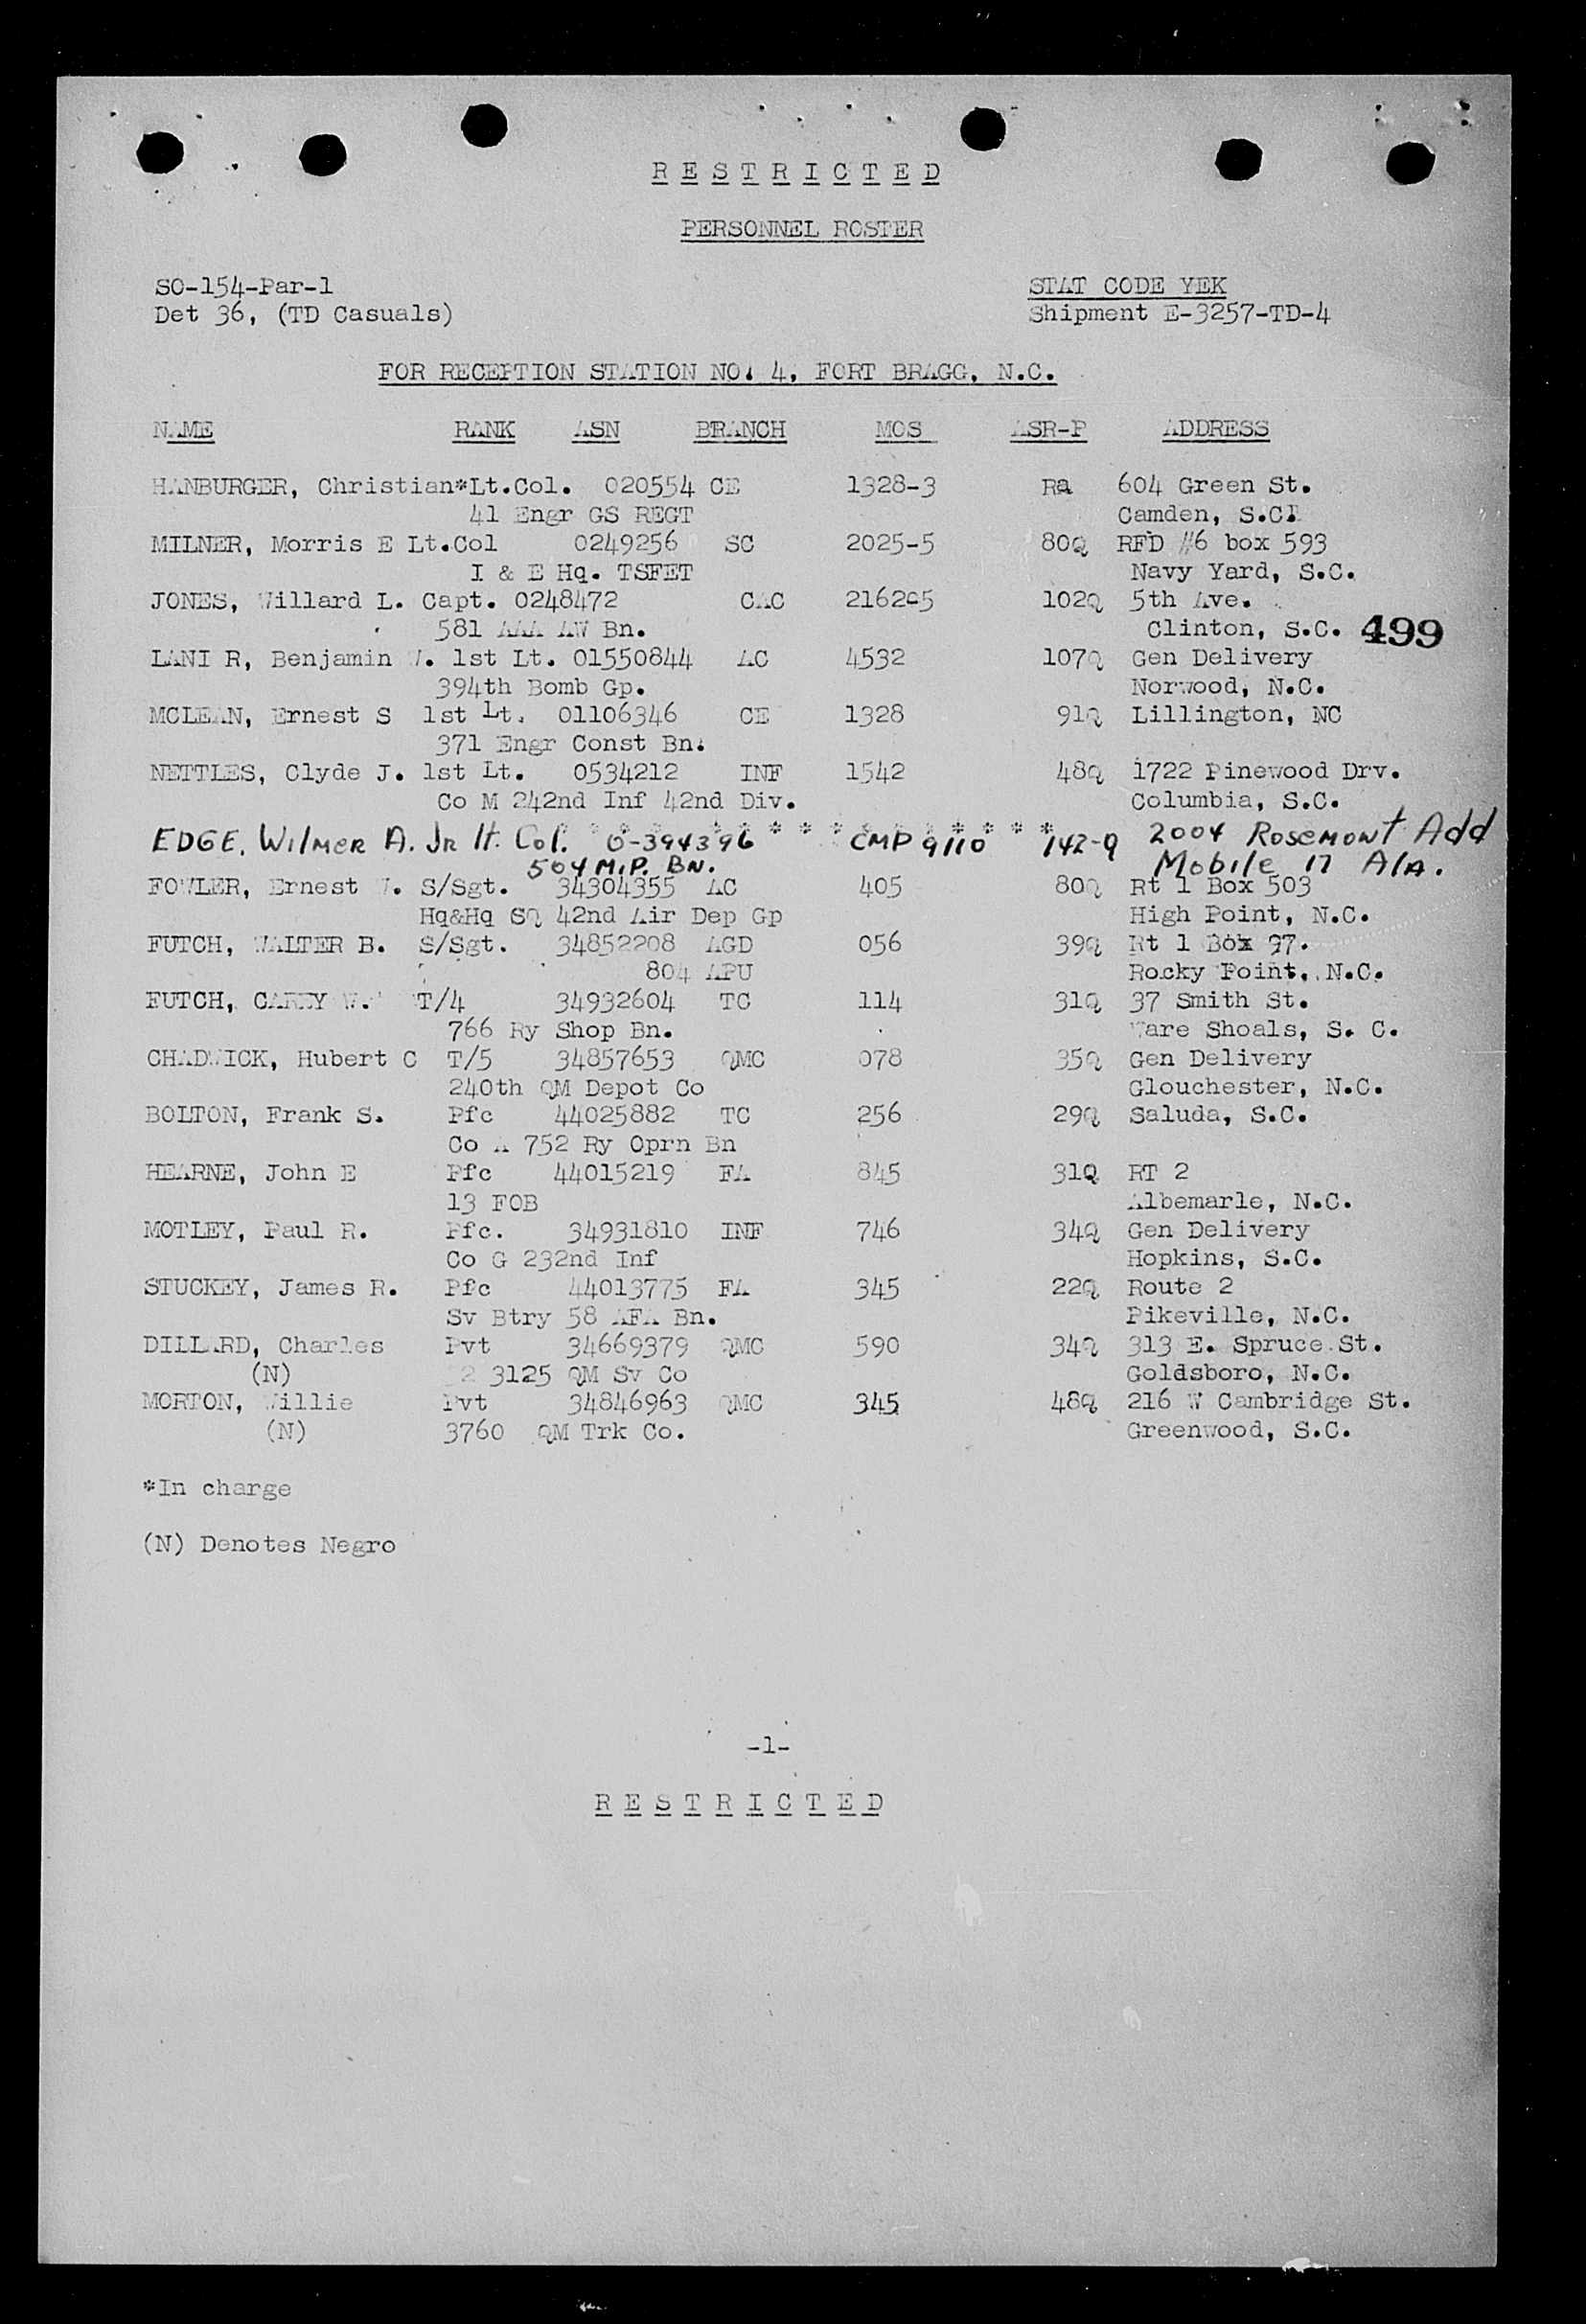 R E S T R I C T E D
PERSONNEL ROSTER
SO-154-Par-1 STAT CODE YEK
Det 36, (TD Casuals) Shipment E-3257-TD-4
FOR RECEPTION STATION NO. 4, FORT BRAGG, N.C.
NAME RANK ASN BRANCH MOS ASR-P ADDRESS
HANBURGER, Christian*Lt.Col. 020554 CE 1328-3 Ra 604 Green St.
41 Engr GS REGT Camden, S.C.
MILNER, Morris E Lt.Col 0249256 SC 2025-5 80Q RFD #6 box 593
I & E Hq. TSFET Navy Yard, S.C.
JONES, Willard L. Capt. 0248472 CAC 2162-5 102Q 5th Ave.
581 AAA AW Bn. Clinton, S.C. 499
LANI R, Benjamin W. 1st Lt. 01550844 AC 4532 107Q Gen Delivery
394th Bomb Gp. Norwood, N.C.
MCLEAN, Ernest S 1st Lt. 01106346 CE 1328 91Q Lillington, NC
371 Engr Const Bn.
NETTLES, Clyde J. 1st Lt. 0534212 INF 1542 48Q 1722 Pinewood Drv.
Co M 242nd Inf 42nd Div. Columbia, S.C.
EDGE, Wilmer A. Jr Lt. Col. O-394396 CMP 9110 142-Q 2004 Rosemont Add
504 M.P. BN. Mobile 17 Ala.
FOWLER, Ernest W. S/Sgt. 34304355 AC 405 80Q Rt 1 Box 503
Hq&Hq SQ 42nd Air Dep Gp High Point, N.C.
FUTCH, WALTER B. S/Sgt. 34852208 AGD 056 39Q Rt 1 Box 97.
804 APU Rocky Point, N.C.
FUTCH, CAREY W. T/4 34932604 TC 114 31Q 37 Smith St.
766 Ry Shop Bn. Ware Shoals, S. C.
CHADWICK, Hubert C T/5 34857653 QMC 078 35Q Gen Delivery
240th QM Depot Co Glouchester, N.C.
BOLTON, Frank S. Pfc 44025882 TC 256 29Q Saluda, S.C.
Co A 752 Ry Oprn Bn
HEARNE, John E Pfc 44015219 FA 845 31Q RT 2
13 FOB Albemarle, N.C.
MOTLEY, Paul R. Pfc. 34931810 INF 746 34Q Gen Delivery
Co G 232nd Inf Hopkins, S.C.
STUCKEY, James R. Pfc 44013775 FA 345 22Q Route 2
Sv Btry 58 AFA Bn. Pikeville, N.C.
DILLARD, Charles Pvt 34669379 QMC 590 34Q 313 E. Spruce St.
(N) 3125 QM Sv Co Goldsboro, N.C.
MORTON, Willie Pvt 34846963 QMC 345 48Q 216 W Cambridge St.
(N) 3760 QM Trk Co. Greenwood, S.C.
*In charge
(N) Denotes Negro
-1-
R E S T R I C T E D